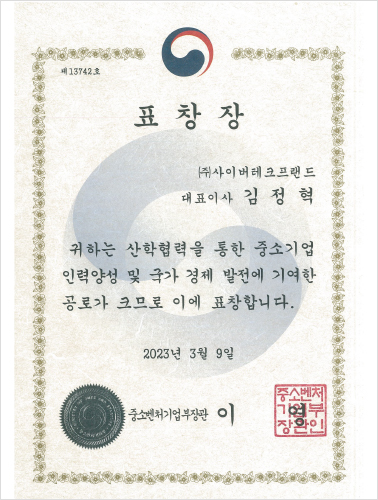 제13742호
표창장
(주)사이버테크프랜드
대표이사 김정혁
귀하는 산학협력을 통한 중소기업
인력양성 및 국가 경제 발전에 기여한
공로가 크므로 이에 표창합니다.
2023년 3월 9일
중소벤처기업부장관 이 영
중소벤처
기업부
장관인